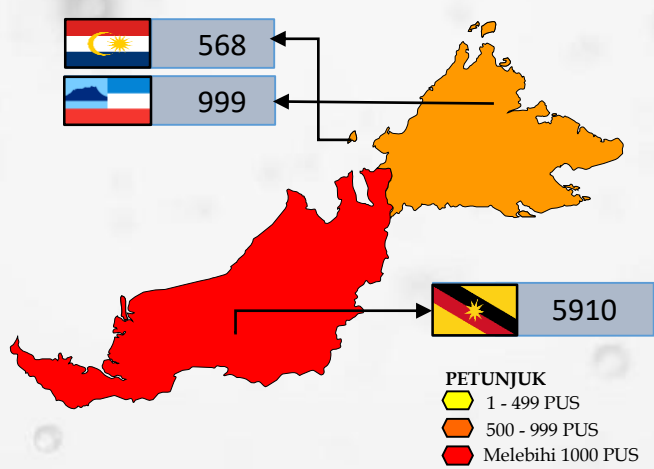 568
999
5910
PETUNJUK
1 - 499 PUS
500 - 999 PUS
Melebihi 1000 PUS